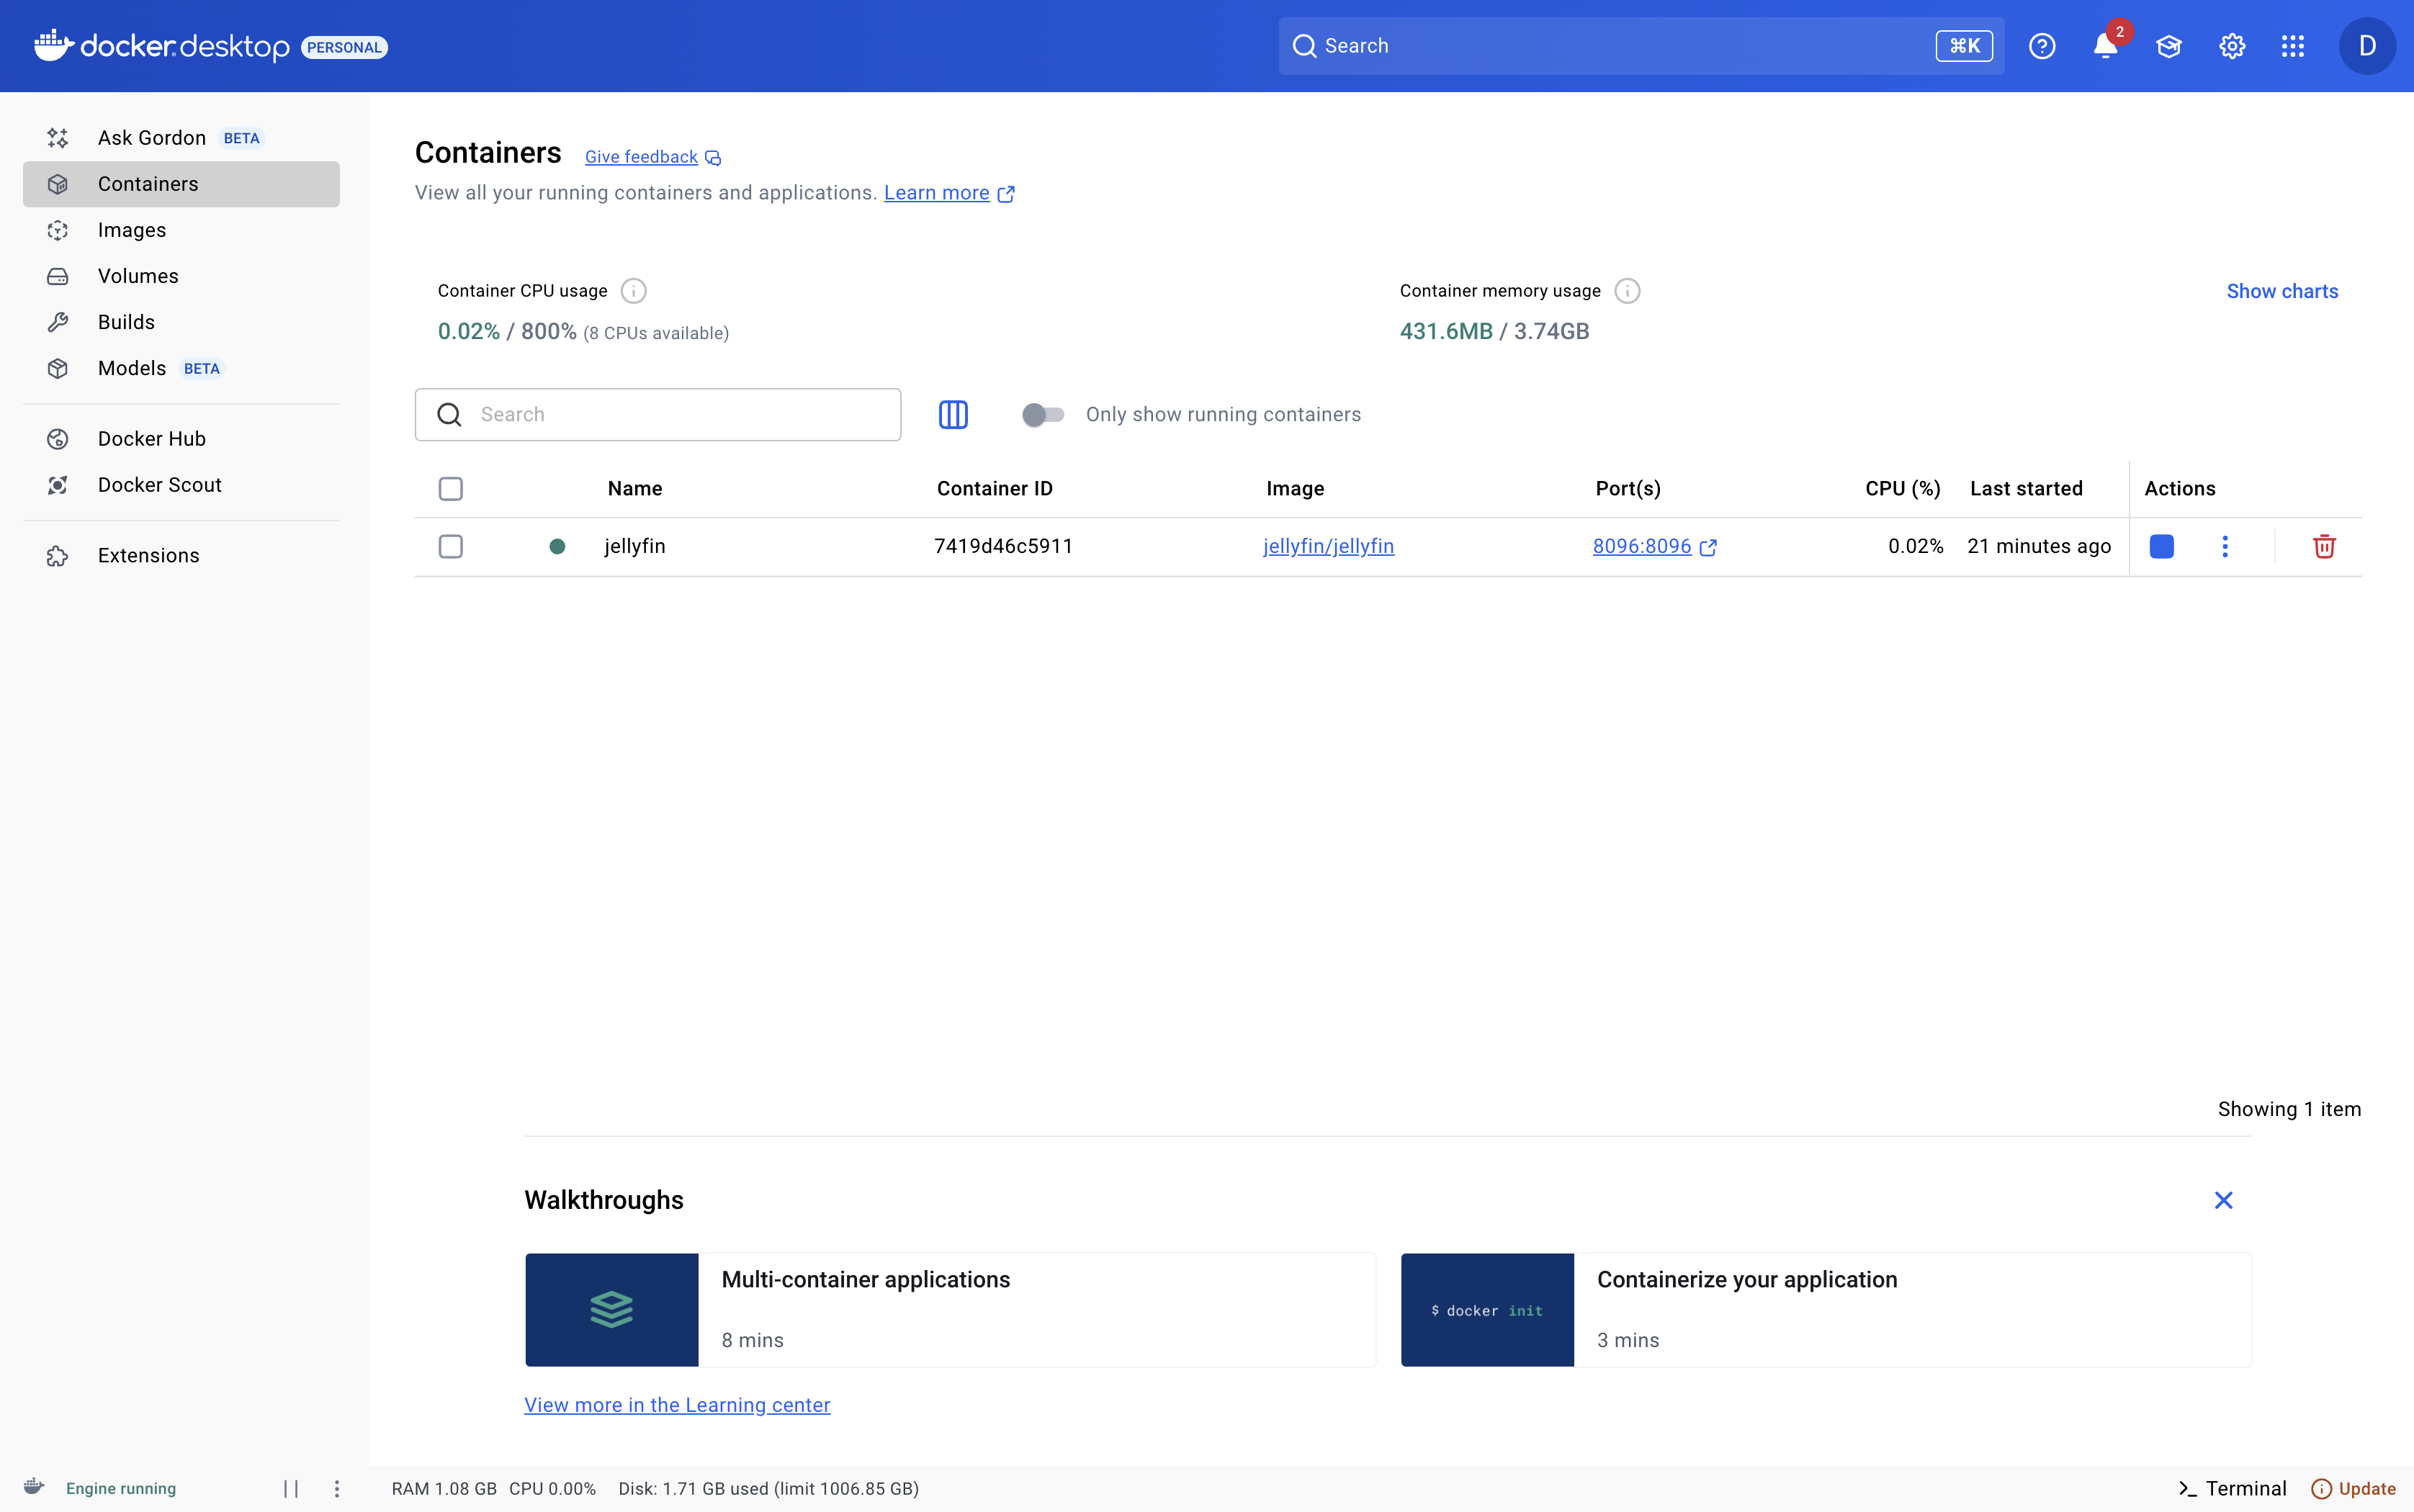 docker.desktop PERSONAL
Search ⌘K
2
D
Ask Gordon BETA
Containers
Images
Volumes
Builds
Models BETA
Docker Hub
Docker Scout
Extensions
Containers Give feedback
View all your running containers and applications. Learn more
Container CPU usage
0.02% / 800% (8 CPUs available)
Container memory usage
431.6MB / 3.74GB
Show charts
Search
Only show running containers
Name Container ID Image Port(s) CPU (%) Last started Actions
jellyfin 7419d46c5911 jellyfin/jellyfin 8096:8096 0.02% 21 minutes ago
Showing 1 item
Walkthroughs
Multi-container applications
8 mins
$ docker init
Containerize your application
3 mins
View more in the Learning center
Engine running
RAM 1.08 GB CPU 0.00% Disk: 1.71 GB used (limit 1006.85 GB)
>_ Terminal
Update